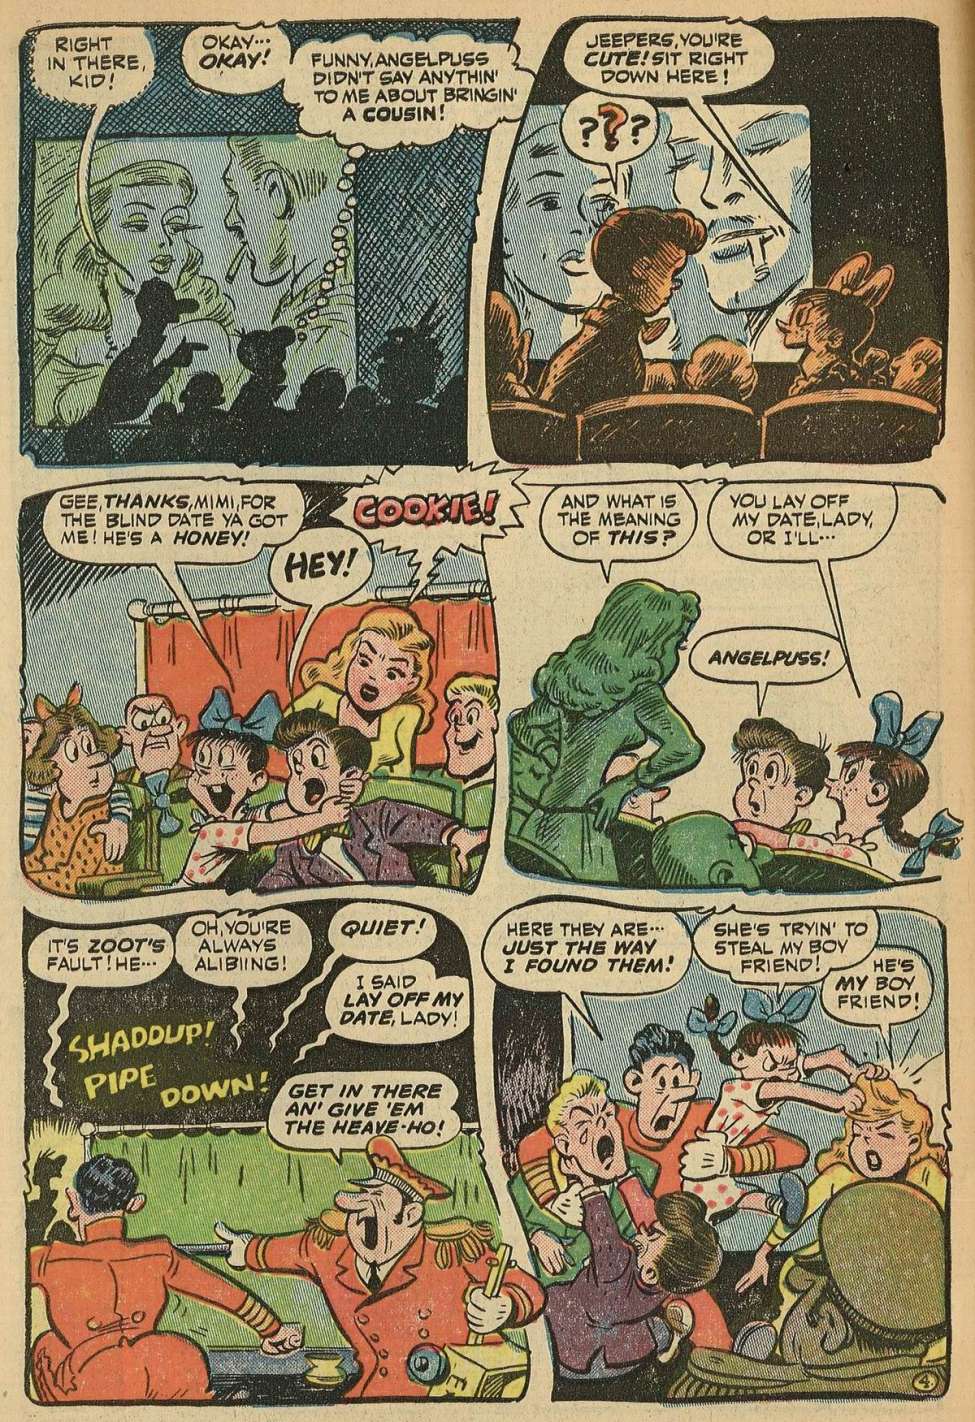 RIGHT
IN THERE,
KID!
OKAY...
OKAY!
FUNNY, ANGELPUSS
DIDN'T SAY ANYTHIN'
TO ME ABOUT BRINGIN'
A COUSIN!
JEEPERS, YOU'RE
CUTE! SIT RIGHT
DOWN HERE!
???
GEE, THANKS, MIMI, FOR
THE BLIND DATE YA GOT
ME! HE'S A HONEY!
HEY!
COOKIE!
AND WHAT IS
THE MEANING
OF THIS?
ANGELPUSS!
YOU LAY OFF
MY DATE, LADY,
OR I'LL...
IT'S ZOOT'S
FAULT! HE...
OH, YOU'RE
ALWAYS
ALIBIING!
QUIET!
I SAID
LAY OFF MY
DATE, LADY!
SHADDUP!
PIPE
DOWN!
GET IN THERE
AN' GIVE 'EM
THE HEAVE-HO!
HERE THEY ARE...
JUST THE WAY
I FOUND THEM!
SHE'S TRYIN' TO
STEAL MY BOY
FRIEND!
HE'S
MY BOY
FRIEND!
4